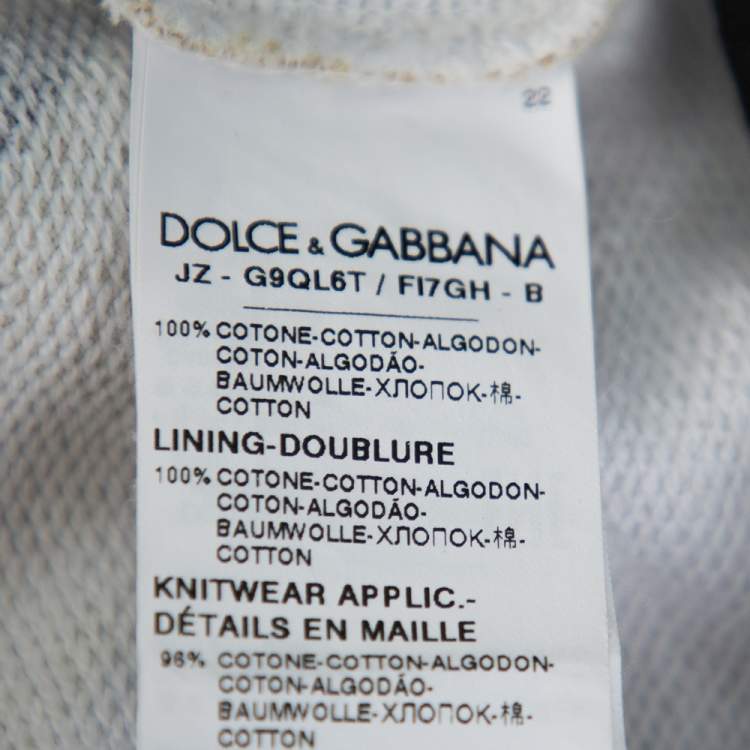 22
DOLCE & GABBANA
JZ - G9QL6T / FI7GH - B
100% COTONE-COTTON-ALGODON-
COTON-ALGODÃO-
BAUMWOLLE-ХЛОПОК-棉-
COTTON
LINING-DOUBLURE
100% COTONE-COTTON-ALGODON-
COTON-ALGODÃO-
BAUMWOLLE-ХЛОПОК-棉-
COTTON
KNITWEAR APPLIC.-
DÉTAILS EN MAILLE
96% COTONE-COTTON-ALGODON-
COTON-ALGODÃO-
BAUMWOLLE-ХЛОПОК-棉-
COTTON